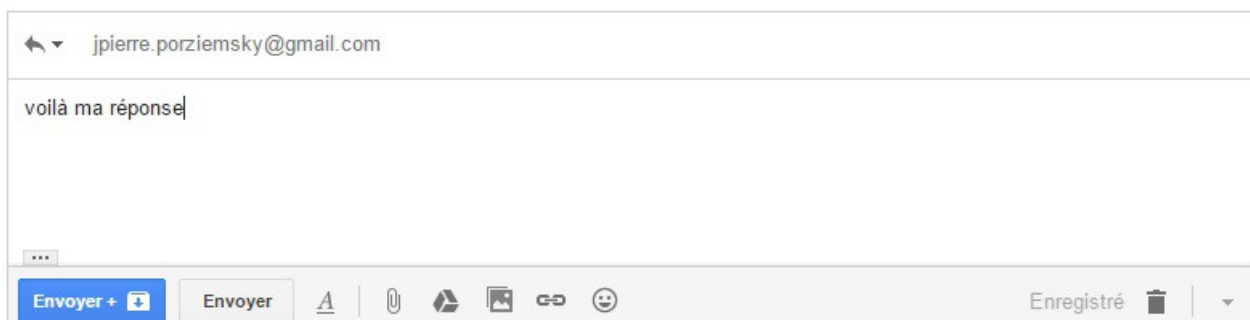 jpierre.porziemsky@gmail.com
voilà ma réponse
Envoyer + Envoyer A Enregistré